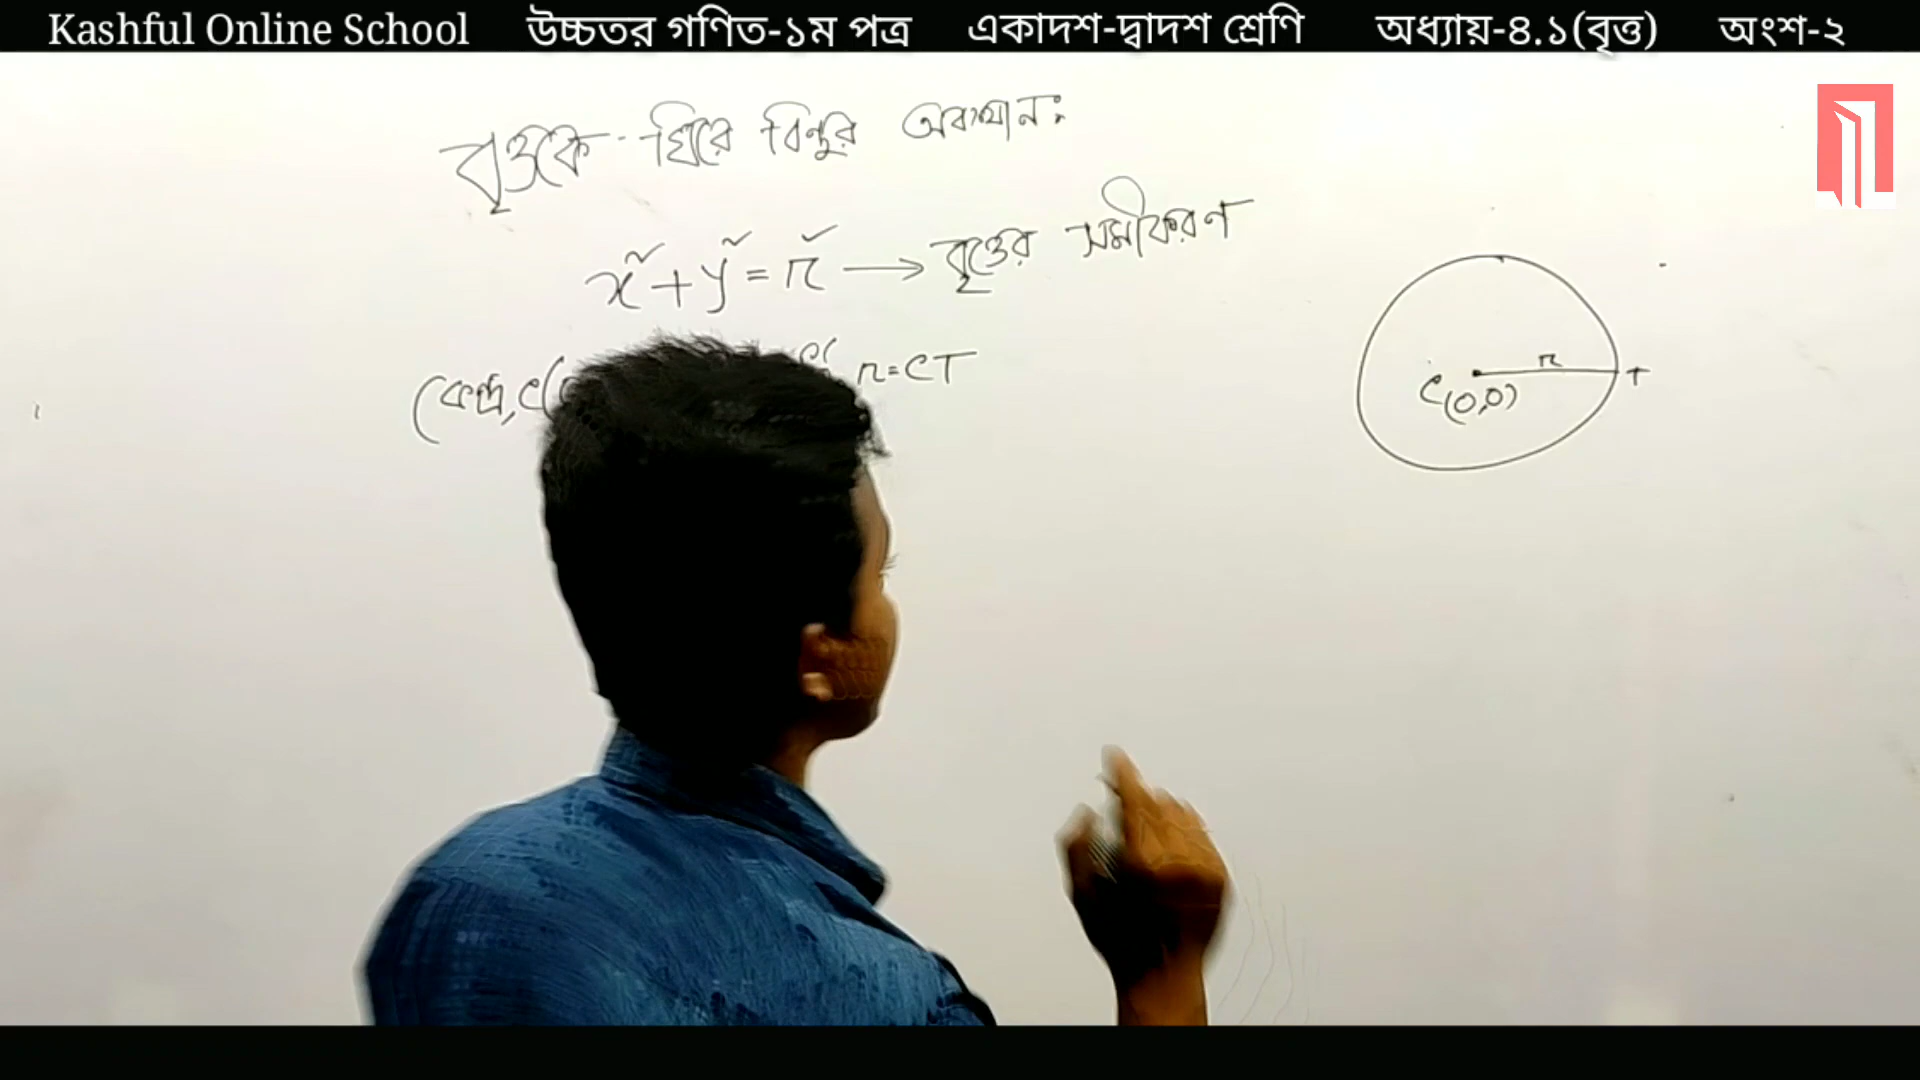 Kashful Online School উচ্চতর গণিত-১ম পত্র একাদশ-দ্বাদশ শ্রেণি অধ্যায়-৪.১(বৃত্ত) অংশ-২
বৃত্তকে ঘিরে বিন্দুর অবস্থান:
x² + y² = r² → বৃত্তের সমীকরণ
কেন্দ্র, C( r = CT
r
C(0,0) T